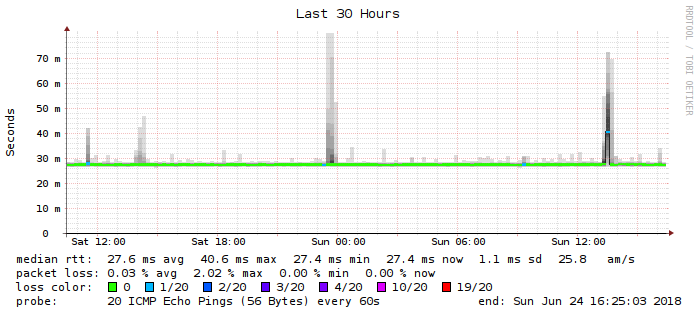 Last 30 Hours
RRDTOOL / TOBI OETIKER
Seconds
70 m
60 m
50 m
40 m
30 m
20 m
10 m
0
Sat 12:00 Sat 18:00 Sun 00:00 Sun 06:00 Sun 12:00
median rtt: 27.6 ms avg 40.6 ms max 27.4 ms min 27.4 ms now 1.1 ms sd 25.8 am/s
packet loss: 0.03 % avg 2.02 % max 0.00 % min 0.00 % now
loss color: 0 1/20 2/20 3/20 4/20 10/20 19/20
probe: 20 ICMP Echo Pings (56 Bytes) every 60s end: Sun Jun 24 16:25:03 2018